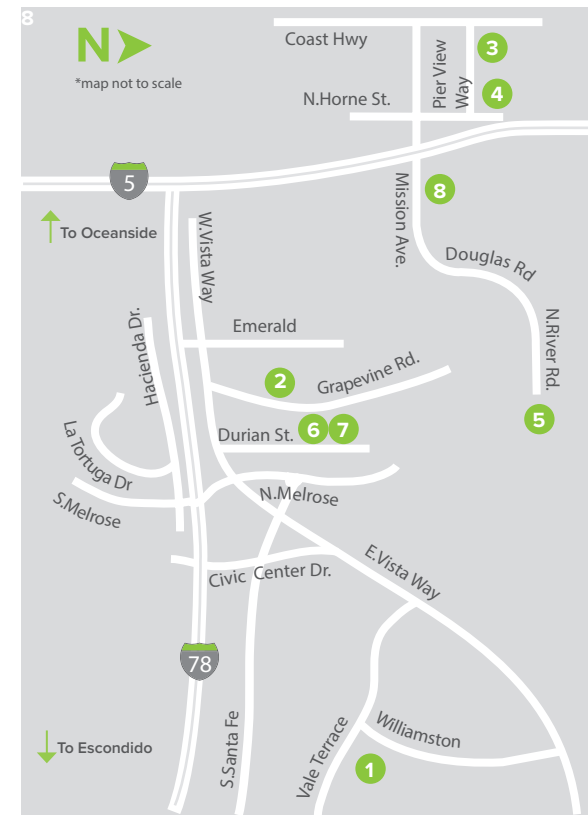 8
N
*map not to scale
Coast Hwy
Pier View
Way
3
4
N.Horne St.
5
Mission Ave.
8
To Oceanside
W.Vista Way
Douglas Rd
N.River Rd.
Hacienda Dr.
Emerald
2
Grapevine Rd.
5
6
7
Durian St.
La Tortuga Dr
N.Melrose
S.Melrose
Civic Center Dr.
E.Vista Way
78
S.Santa Fe
Vale Terrace
Williamston
To Escondido
1